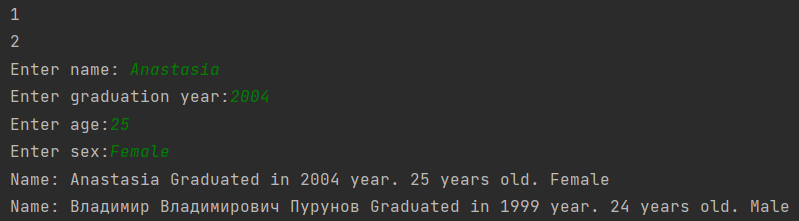 1
2
Enter name: Anastasia
Enter graduation year:2004
Enter age:25
Enter sex:Female
Name: Anastasia Graduated in 2004 year. 25 years old. Female
Name: Владимир Владимирович Пурунов Graduated in 1999 year. 24 years old. Male